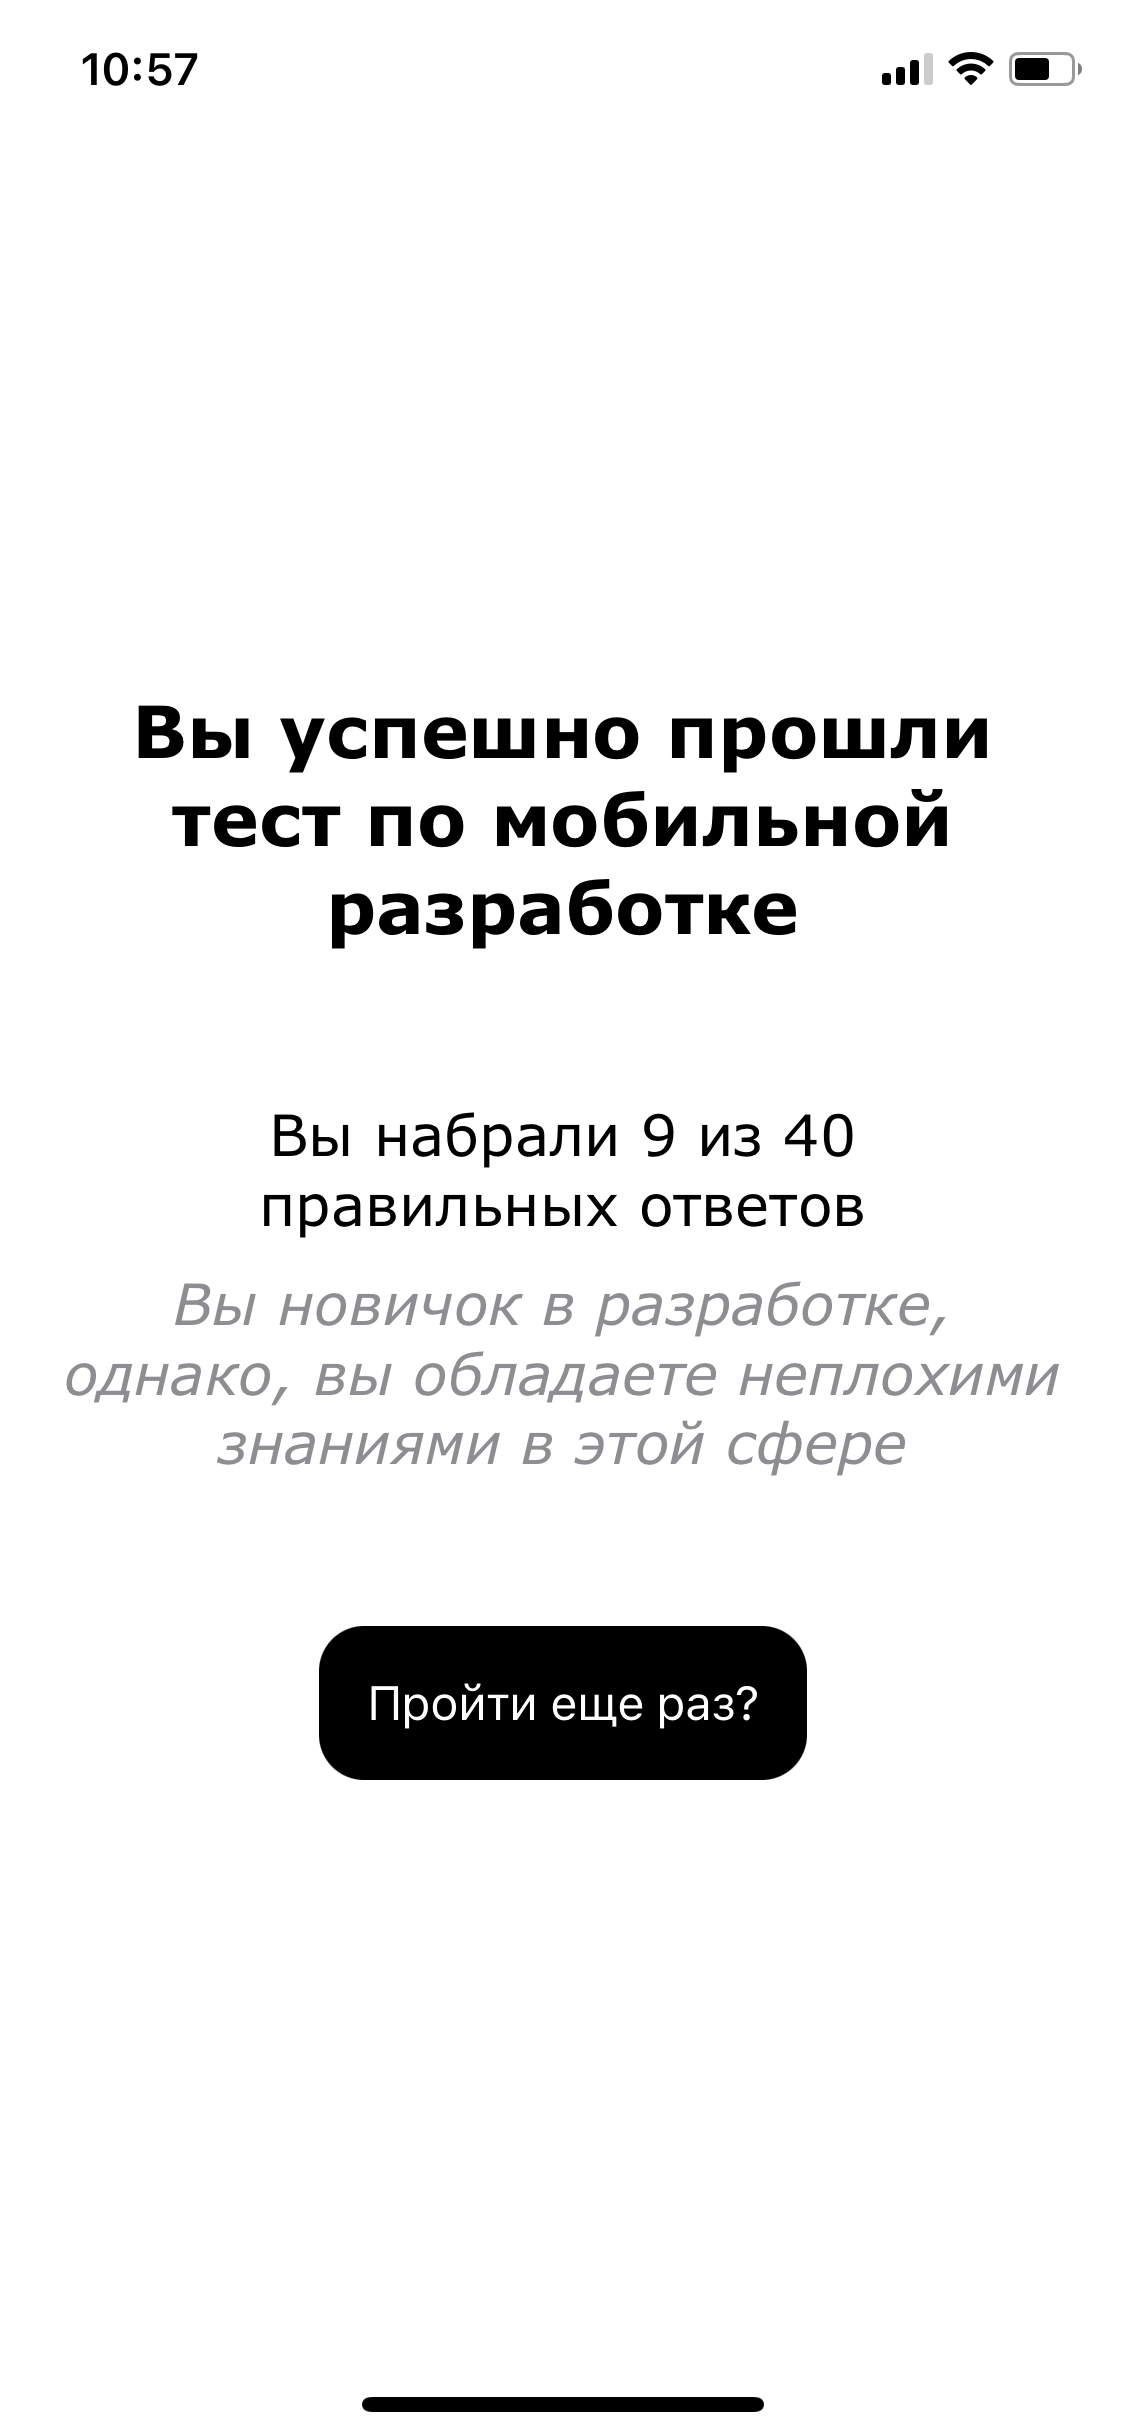 10:57
Вы успешно прошли
тест по мобильной
разработке
Вы набрали 9 из 40
правильных ответов
Вы новичок в разработке,
однако, вы обладаете неплохими
знаниями в этой сфере
Пройти еще раз?